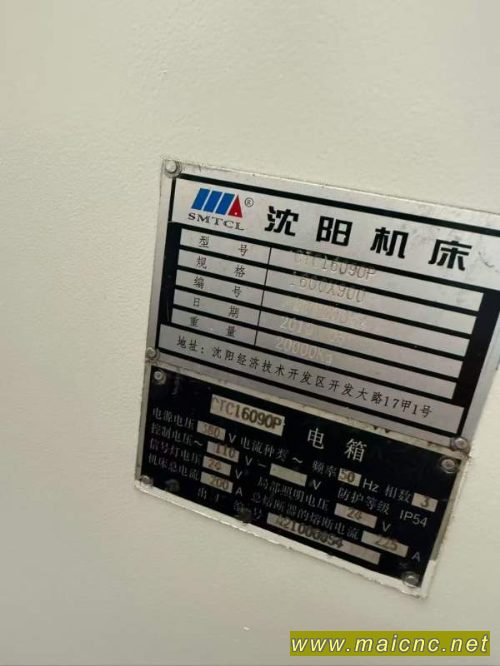 SMTCL ® 沈阳机床
型号 CTC16090P
规格 1600X900
编号
日期 2019
重量 20000Kg
地址: 沈阳经济技术开发区开发大路17甲1号
CTC16090P 电箱
电源电压 380 V 电流种类 ~ 频率 50 Hz 相数 3
控制电压 ~ 110 V 局部照明电压 24 V 防护等级 IP54
信号灯电压 24 V 总熔断器的熔断电流 225 A
机床总电流 200 A
编号 A21000054
www.maicnc.net